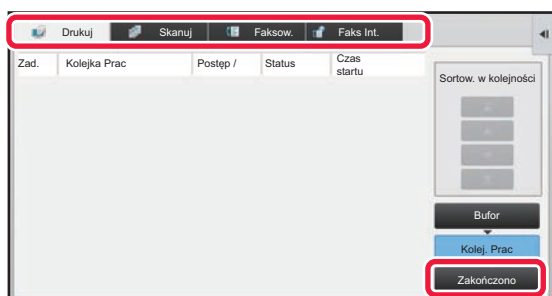 Drukuj Skanuj Faksow. Faks Int.
Zad. Kolejka Prac Postęp / Status Czas startu
Sortow. w kolejności
Bufor
Kolej. Prac
Zakończono